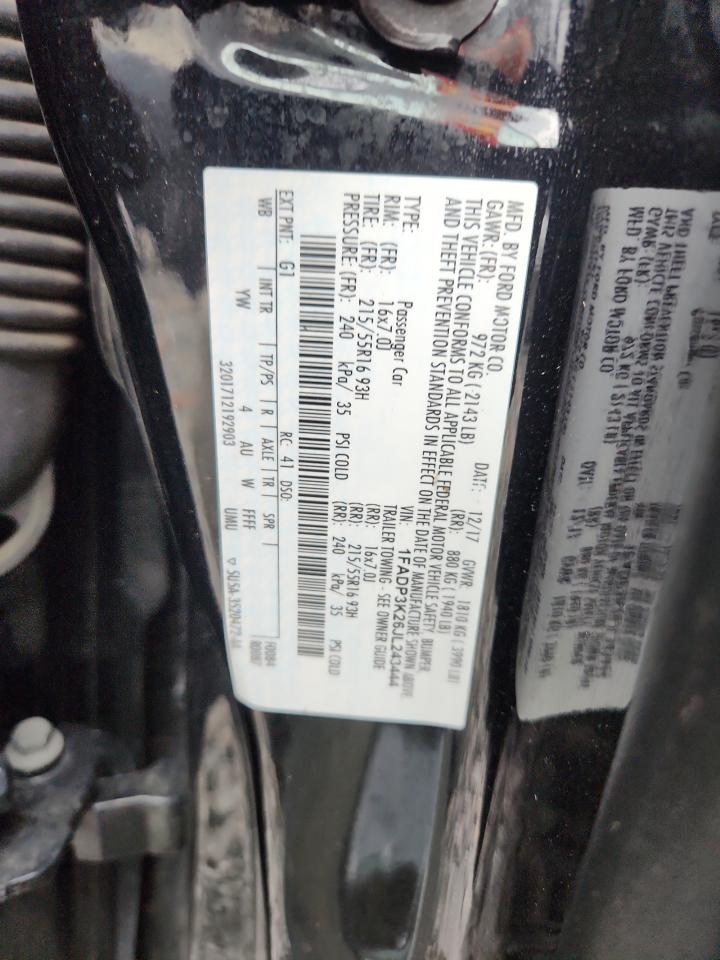 MFD. BY FORD MOTOR CO.
DATE: 12/17 GVWR: 1810 KG ( 3990 LB)
GAWR: (FR): 972 KG ( 2143 LB) (RR): 880 KG ( 1940 LB)
THIS VEHICLE CONFORMS TO ALL APPLICABLE FEDERAL MOTOR VEHICLE SAFETY, BUMPER
AND THEFT PREVENTION STANDARDS IN EFFECT ON THE DATE OF MANUFACTURE SHOWN ABOVE
VIN: 1FADP3K26JL243444
TYPE: Passenger Car TRAILER TOWING - SEE OWNER GUIDE
RIM: (FR): 16x7.0J (RR): 16x7.0J
TIRE: (FR): 215/55R16 93H (RR): 215/55R16 93H
PRESSURE: (FR): 240 kPa/ 35 PSI COLD (RR): 240 kPa/ 35 PSI COLD
EXT PNT: G1 RC: 41 DSO:
WB INT TR TP/PS R AXLE TR SPR
YW 4 AU W FFFF
3201712192903 UMU